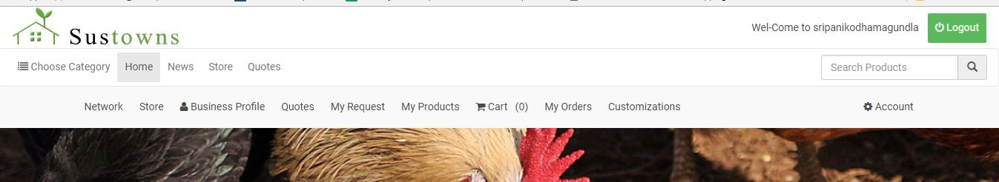 Sustowns
Wel-Come to sripanikodhamagundla
Logout
Choose Category
Home
News
Store
Quotes
Search Products
Network
Store
Business Profile
Quotes
My Request
My Products
Cart (0)
My Orders
Customizations
Account